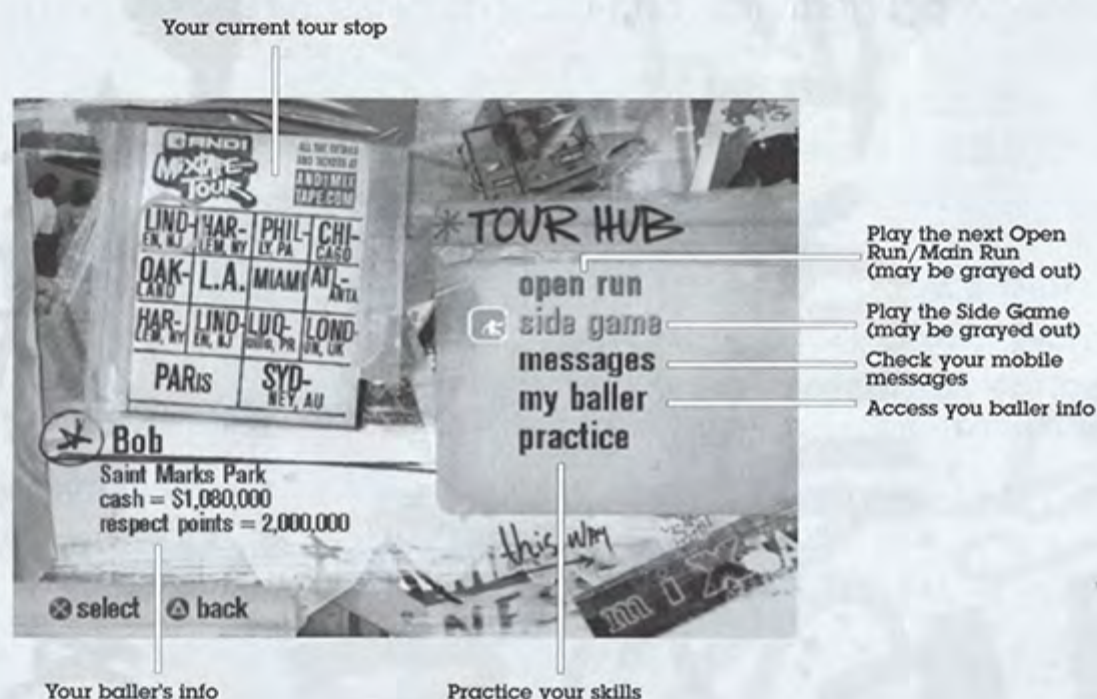 Your current tour stop
AND1
MIXTAPE
TOUR
ALL THE DATES
AND TICKETS AT
AND1MIX
TAPE.COM
LIND-
EN, NJ
HAR-
LEM, NY
PHIL-
LY, PA
CHI-
CAGO
OAK-
LAND
L.A.
MIAMI
ATL-
ANTA
HAR-
LEM, NY
LIND-
EN, NJ
LUQ-
UILLO, PR
LOND-
ON, UK
PARIS
SYD-
NEY, AU
Bob
Saint Marks Park
cash = $1,080,000
respect points = 2,000,000
select back
*TOUR HUB
open run
side game
messages
my baller
practice
this way
mix
Play the next Open
Run/Main Run
(may be grayed out)
Play the Side Game
(may be grayed out)
Check your mobile
messages
Access you baller info
Your baller's info
Practice your skills